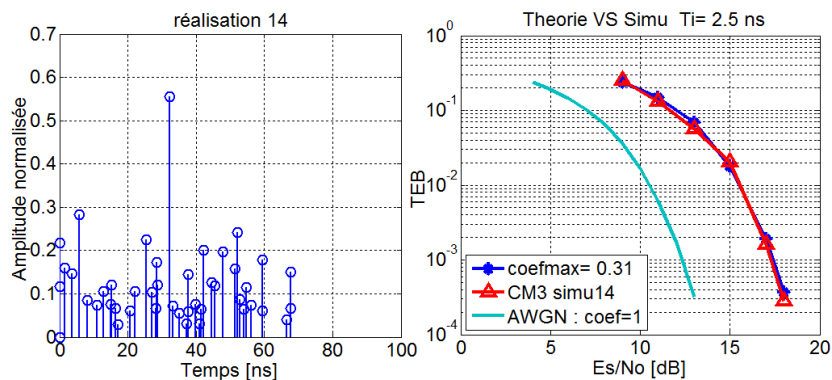 réalisation 14
Amplitude normalisée
0.7
0.6
0.5
0.4
0.3
0.2
0.1
0
0 20 40 60 80 100
Temps [ns]
Theorie VS Simu Ti= 2.5 ns
TEB
10^0
10^-1
10^-2
10^-3
10^-4
coefmax= 0.31
CM3 simu14
AWGN : coef=1
0 5 10 15 20
Es/No [dB]